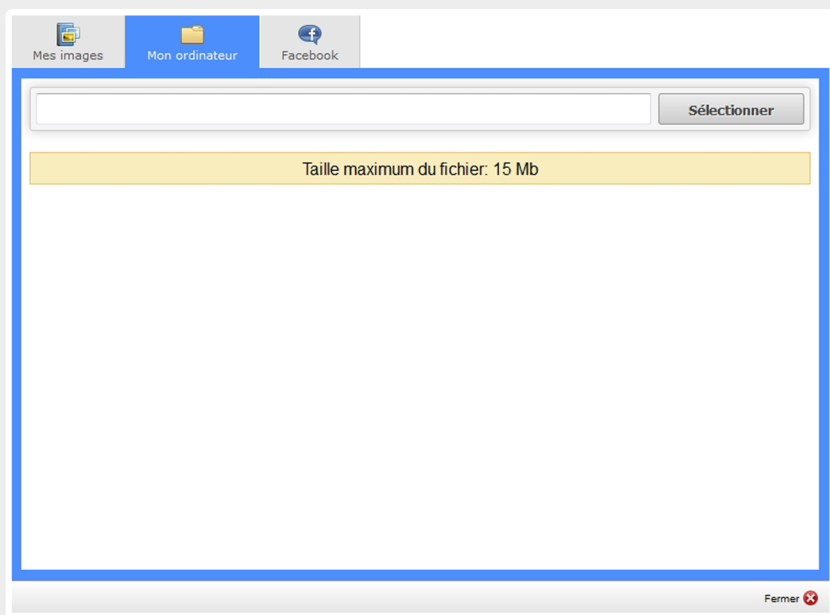 Mes images
Mon ordinateur
Facebook
Sélectionner
Taille maximum du fichier: 15 Mb
Fermer